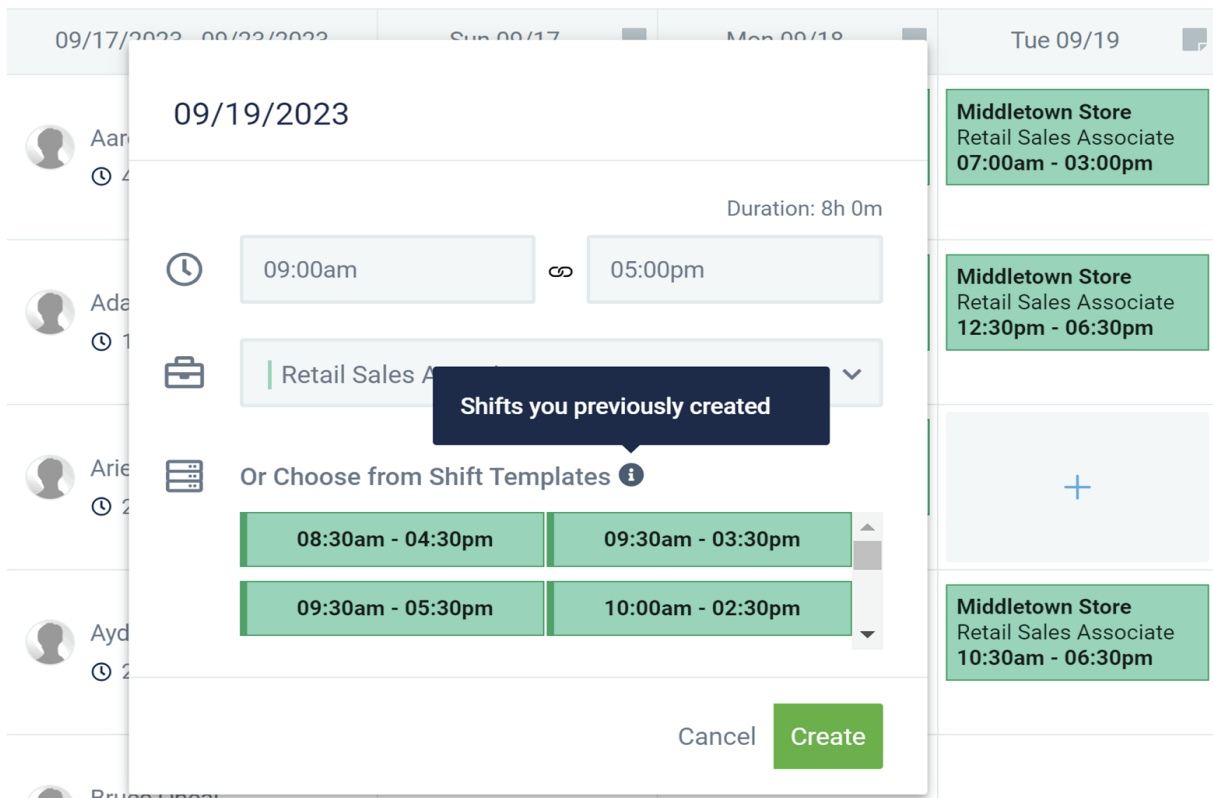 Tue 09/19
09/19/2023
Duration: 8h 0m
09:00am
05:00pm
Retail Sales
Shifts you previously created
Or Choose from Shift Templates
08:30am - 04:30pm
09:30am - 03:30pm
09:30am - 05:30pm
10:00am - 02:30pm
Cancel
Create
Middletown Store
Retail Sales Associate
07:00am - 03:00pm
Middletown Store
Retail Sales Associate
12:30pm - 06:30pm
Middletown Store
Retail Sales Associate
10:30am - 06:30pm